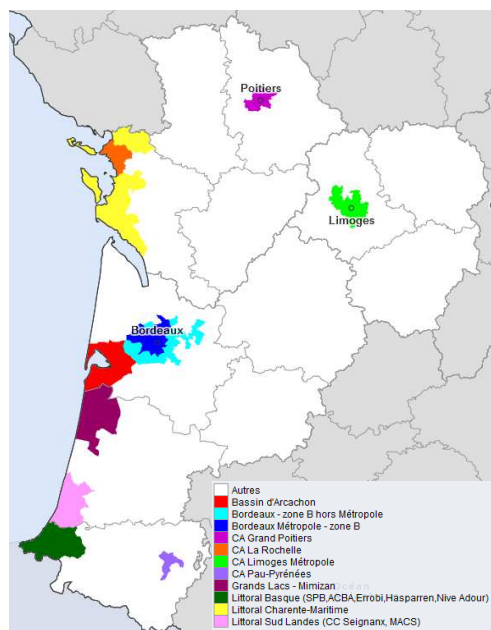 Poitiers
Limoges
Bordeaux
Autres
Bassin d'Arcachon
Bordeaux - zone B hors Métropole
Bordeaux Métropole - zone B
CA Grand Poitiers
CA La Rochelle
CA Limoges Métropole
CA Pau-Pyrénées
Grands Lacs - Mimizan
Littoral Basque (SPB,ACBA,Errobi,Hasparren,Nive Adour)
Littoral Charente-Maritime
Littoral Sud Landes (CC Seignanx, MACS)